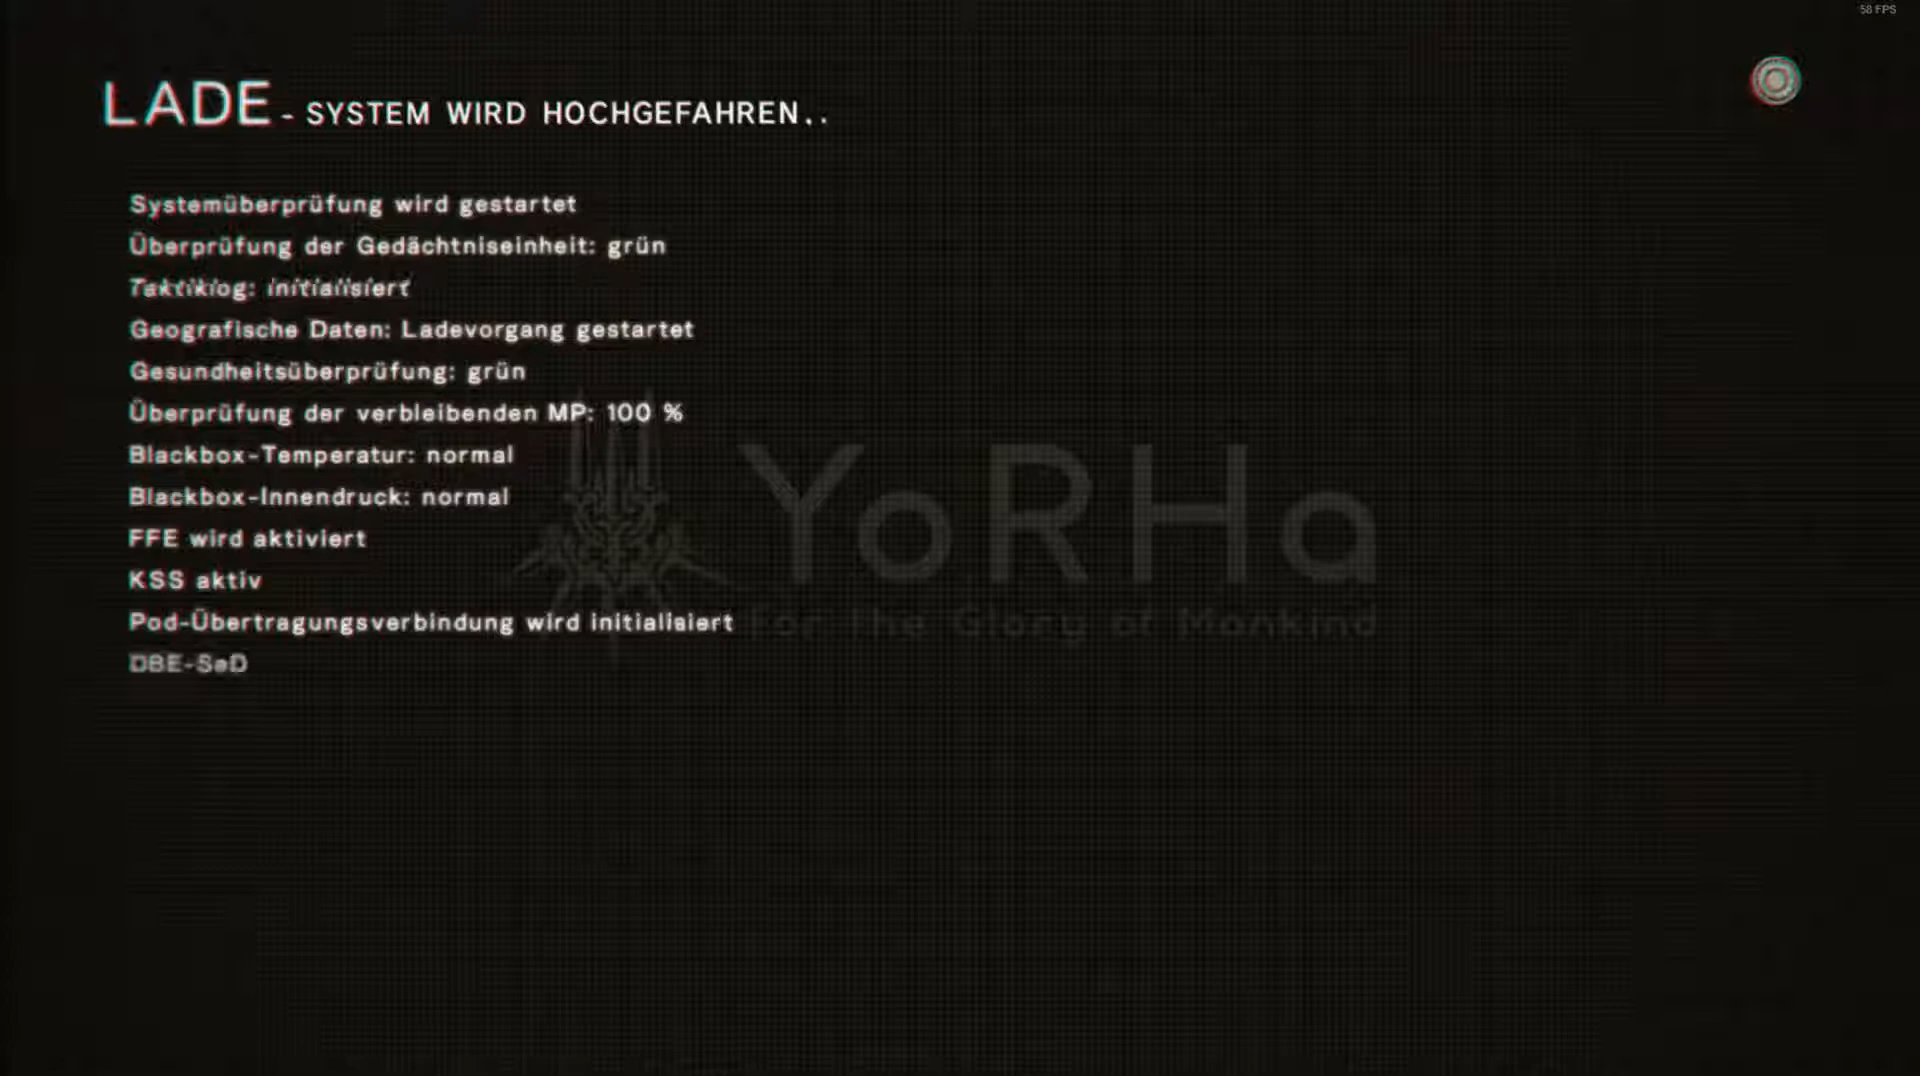 58 FPS
LADE - SYSTEM WIRD HOCHGEFAHREN..
Systemüberprüfung wird gestartet
Überprüfung der Gedächtniseinheit: grün
Taktiklog: initialisiert
Geografische Daten: Ladevorgang gestartet
Gesundheitsüberprüfung: grün
Überprüfung der verbleibenden MP: 100 %
Blackbox-Temperatur: normal
Blackbox-Innendruck: normal
FFE wird aktiviert
KSS aktiv
Pod-Übertragungsverbindung wird initialisiert
YoRHa
For the Glory of Mankind